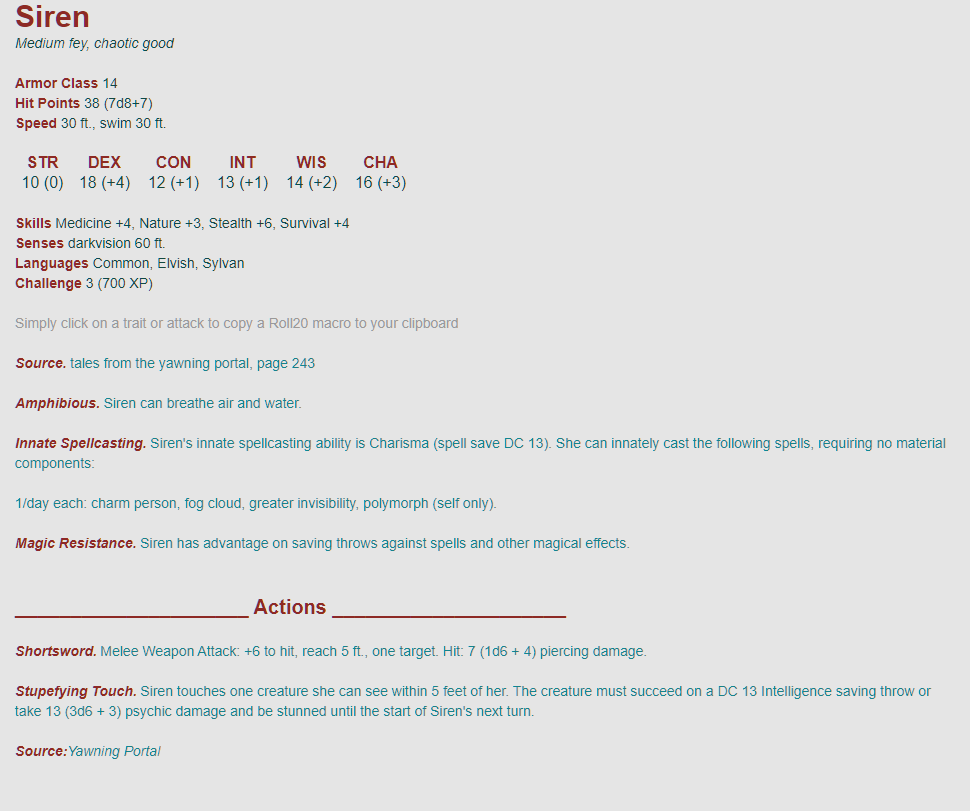 Siren
Medium fey, chaotic good
Armor Class 14
Hit Points 38 (7d8+7)
Speed 30 ft., swim 30 ft.
STR DEX CON INT WIS CHA
10 (0) 18 (+4) 12 (+1) 13 (+1) 14 (+2) 16 (+3)
Skills Medicine +4, Nature +3, Stealth +6, Survival +4
Senses darkvision 60 ft.
Languages Common, Elvish, Sylvan
Challenge 3 (700 XP)
Simply click on a trait or attack to copy a Roll20 macro to your clipboard
Source. tales from the yawning portal, page 243
Amphibious. Siren can breathe air and water.
Innate Spellcasting. Siren's innate spellcasting ability is Charisma (spell save DC 13). She can innately cast the following spells, requiring no material
components:
1/day each: charm person, fog cloud, greater invisibility, polymorph (self only).
Magic Resistance. Siren has advantage on saving throws against spells and other magical effects.
Actions
Shortsword. Melee Weapon Attack: +6 to hit, reach 5 ft., one target. Hit: 7 (1d6 + 4) piercing damage.
Stupefying Touch. Siren touches one creature she can see within 5 feet of her. The creature must succeed on a DC 13 Intelligence saving throw or
take 13 (3d6 + 3) psychic damage and be stunned until the start of Siren's next turn.
Source:Yawning Portal